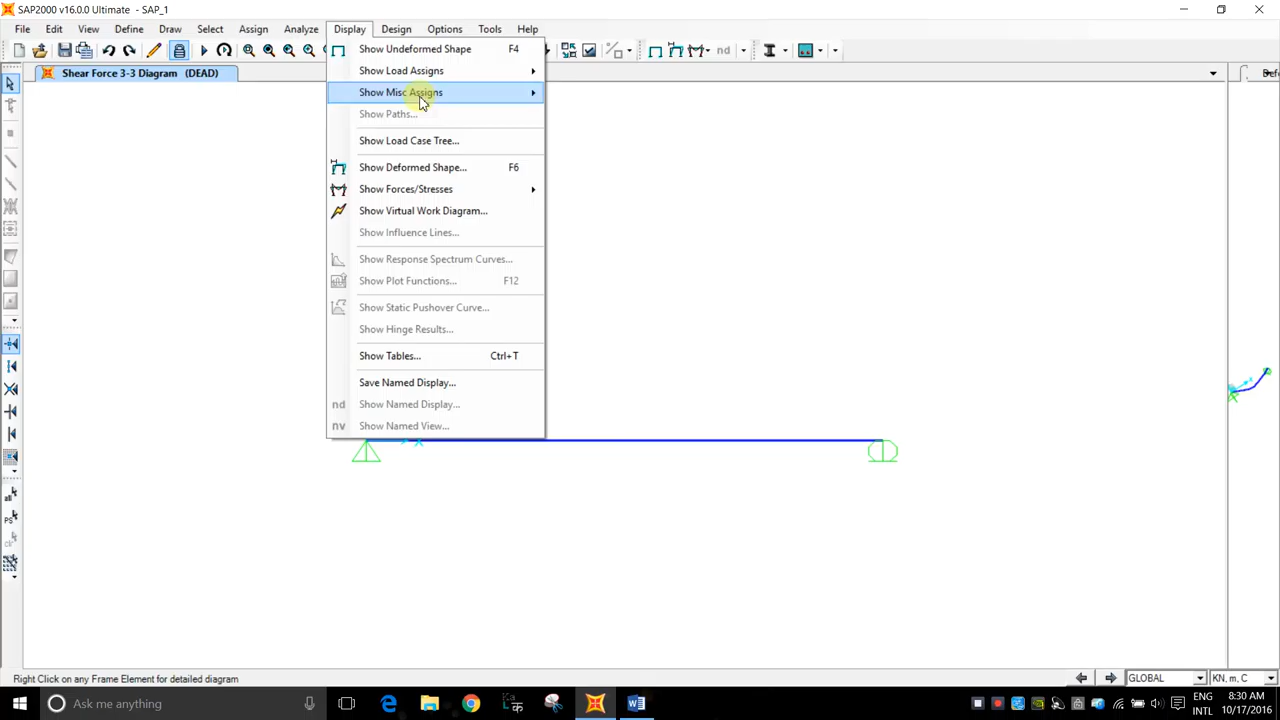 SAP2000 v16.0.0 Ultimate - SAP_1
File Edit View Define Draw Select Assign Analyze Display Design Options Tools Help
nd
Shear Force 3-3 Diagram (DEAD)
Show Undeformed Shape F4
Show Load Assigns
Show Misc Assigns
Show Paths...
Show Load Case Tree...
Show Deformed Shape... F6
Show Forces/Stresses
Show Virtual Work Diagram...
Show Influence Lines...
Show Response Spectrum Curves...
Show Plot Functions... F12
Show Static Pushover Curve...
Show Hinge Results...
Show Tables... Ctrl+T
Save Named Display...
nd Show Named Display...
nv Show Named View...
Right Click on any Frame Element for detailed diagram
GLOBAL
KN, m, C
Ask me anything
ENG
INTL
8:30 AM
10/17/2016